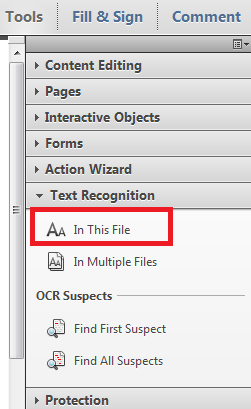 Tools Fill & Sign Comment
Content Editing
Pages
Interactive Objects
Forms
Action Wizard
Text Recognition
In This File
In Multiple Files
OCR Suspects
Find First Suspect
Find All Suspects
Protection